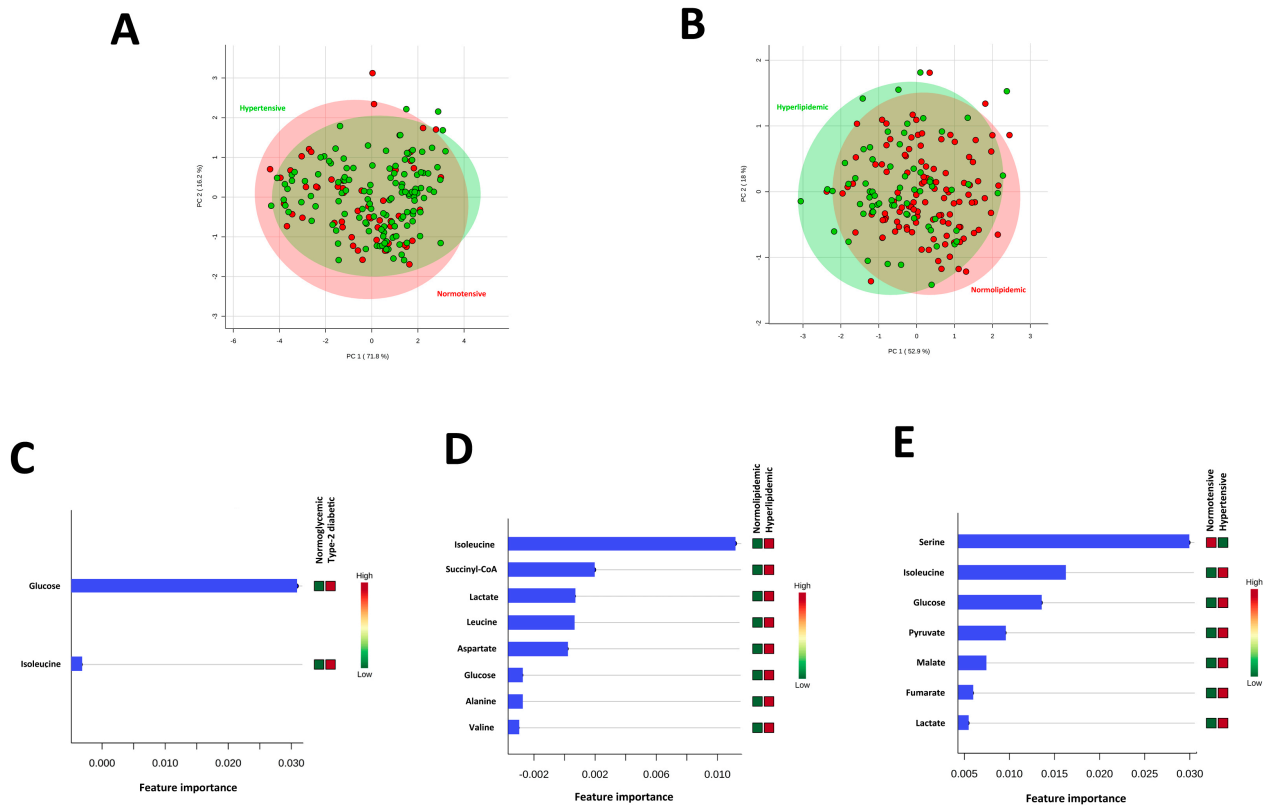 A
Hypertensive
Normotensive
3
2
1
0
-1
-2
-3
PC 2 ( 16.2 %)
-6
-4
-2
0
2
4
PC 1 ( 71.8 %)
B
Hyperlipidemic
Normolipidemic
2
1
0
-1
-2
PC 2 ( 18 %)
-3
-2
-1
0
1
2
3
PC 1 ( 52.9 %)
C
Normoglycemic
Type-2 diabetic
Glucose
Isoleucine
High
Low
0.000
0.010
0.020
0.030
Feature importance
D
Normolipidemic
Hyperlipidemic
Isoleucine
Succinyl-CoA
Lactate
Leucine
Aspartate
Glucose
Alanine
Valine
High
Low
-0.002
0.002
0.006
0.010
Feature importance
E
Normotensive
Hypertensive
Serine
Isoleucine
Glucose
Pyruvate
Malate
Fumarate
Lactate
High
Low
0.005
0.010
0.015
0.020
0.025
0.030
Feature importance